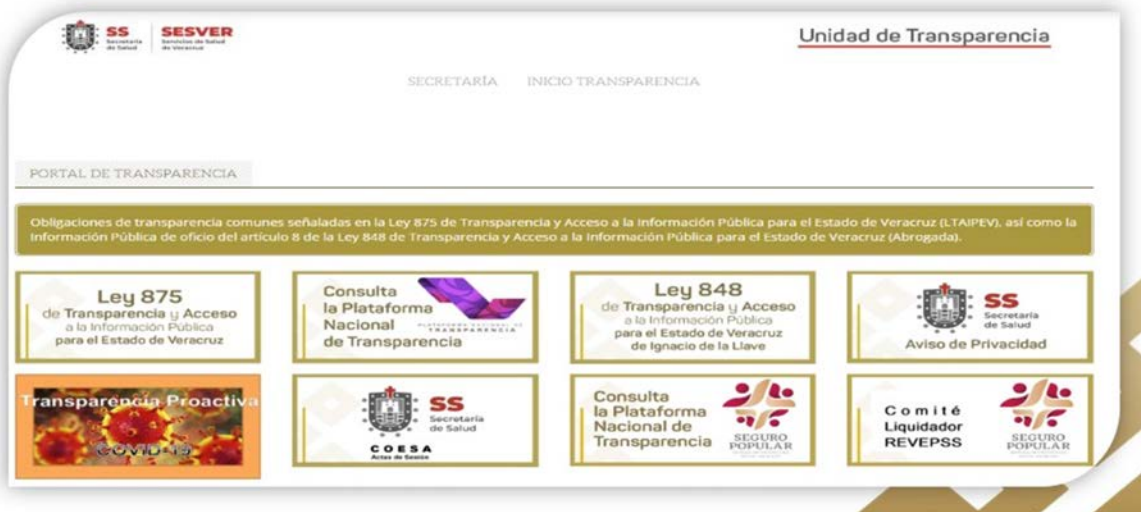 SS
Secretaría
de Salud
SESVER
Servicios de Salud
de Veracruz
Unidad de Transparencia
SECRETARÍA
INICIO TRANSPARENCIA
PORTAL DE TRANSPARENCIA
Obligaciones de transparencia comunes señaladas en la Ley 875 de Transparencia y Acceso a la Información Pública para el Estado de Veracruz (LTAIPEV), así como la
Información Pública de oficio del artículo 8 de la Ley 848 de Transparencia y Acceso a la Información Pública para el Estado de Veracruz (Abrogada).
Ley 875
de Transparencia y Acceso
a la Información Pública
para el Estado de Veracruz
Consulta
la Plataforma
Nacional
de Transparencia
PLATAFORMA NACIONAL DE
TRANSPARENCIA
Ley 848
de Transparencia y Acceso
a la Información Pública
para el Estado de Veracruz
de Ignacio de la Llave
SS
Secretaría
de Salud
Aviso de Privacidad
Transparencia Proactiva
COVID-19
SS
Secretaría
de Salud
COESA
Actas de Sesión
Consulta
la Plataforma
Nacional de
Transparencia
SEGURO
POPULAR
Comité
Liquidador
REVEPSS
SEGURO
POPULAR